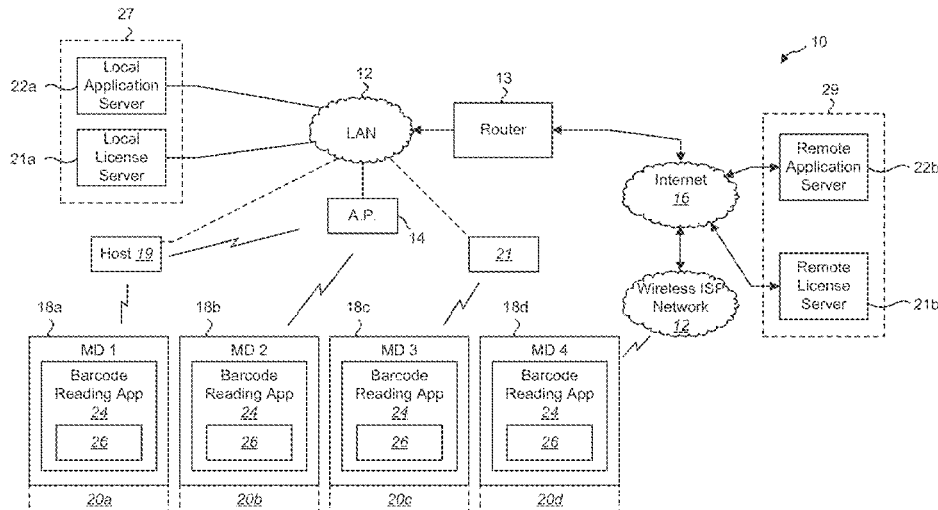 27
10
22a
Local
Application
Server
12
LAN
13
Router
29
21a
Local
License
Server
Remote
Application
Server
22b
Internet
16
A.P.
14
Host 19
21
Wireless ISP
Network
12
Remote
License
Server
21b
18a
18b
18c
18d
MD 1
Barcode
Reading App
24
26
MD 2
Barcode
Reading App
24
26
MD 3
Barcode
Reading App
24
26
MD 4
Barcode
Reading App
24
26
20a
20b
20c
20d